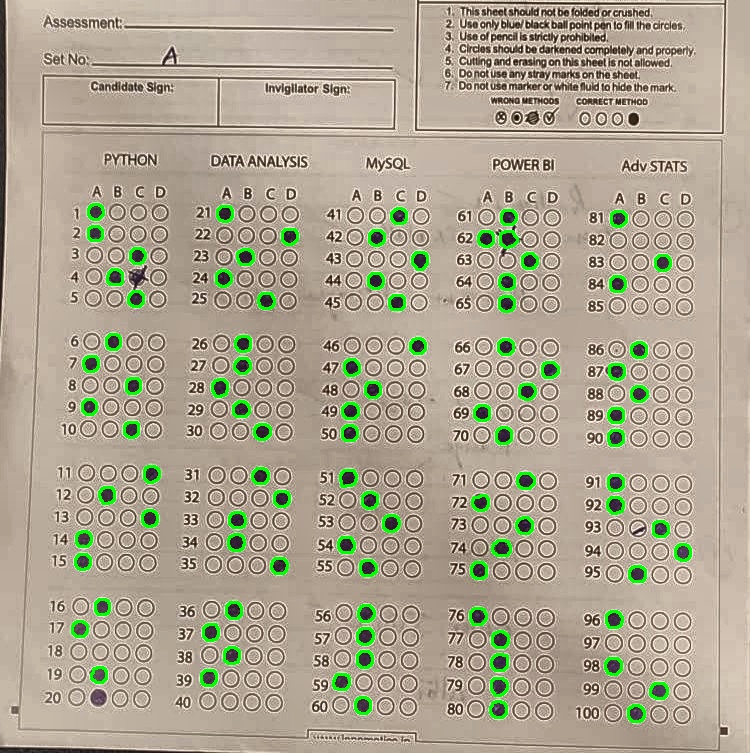 Assessment:
Set No: A
Candidate Sign: Invigilator Sign:
1. This sheet should not be folded or crushed.
2. Use only blue/ black ball point pen to fill the circles.
3. Use of pencil is strictly prohibited.
4. Circles should be darkened completely and properly.
5. Cutting and erasing on this sheet is not allowed.
6. Do not use any stray marks on the sheet.
7. Do not use marker or white fluid to hide the mark.
WRONG METHODS CORRECT METHOD
PYTHON DATA ANALYSIS MySQL POWER BI Adv STATS
A B C D A B C D A B C D A B C D A B C D
1 21 41 61 81
2 22 42 62 82
3 23 43 63 83
4 24 44 64 84
5 25 45 65 85
6 26 46 66 86
7 27 47 67 87
8 28 48 68 88
9 29 49 69 89
10 30 50 70 90
11 31 51 71 91
12 32 52 72 92
13 33 53 73 93
14 34 54 74 94
15 35 55 75 95
16 36 56 76 96
17 37 57 77 97
18 38 58 78 98
19 39 59 79 99
20 40 60 80 100